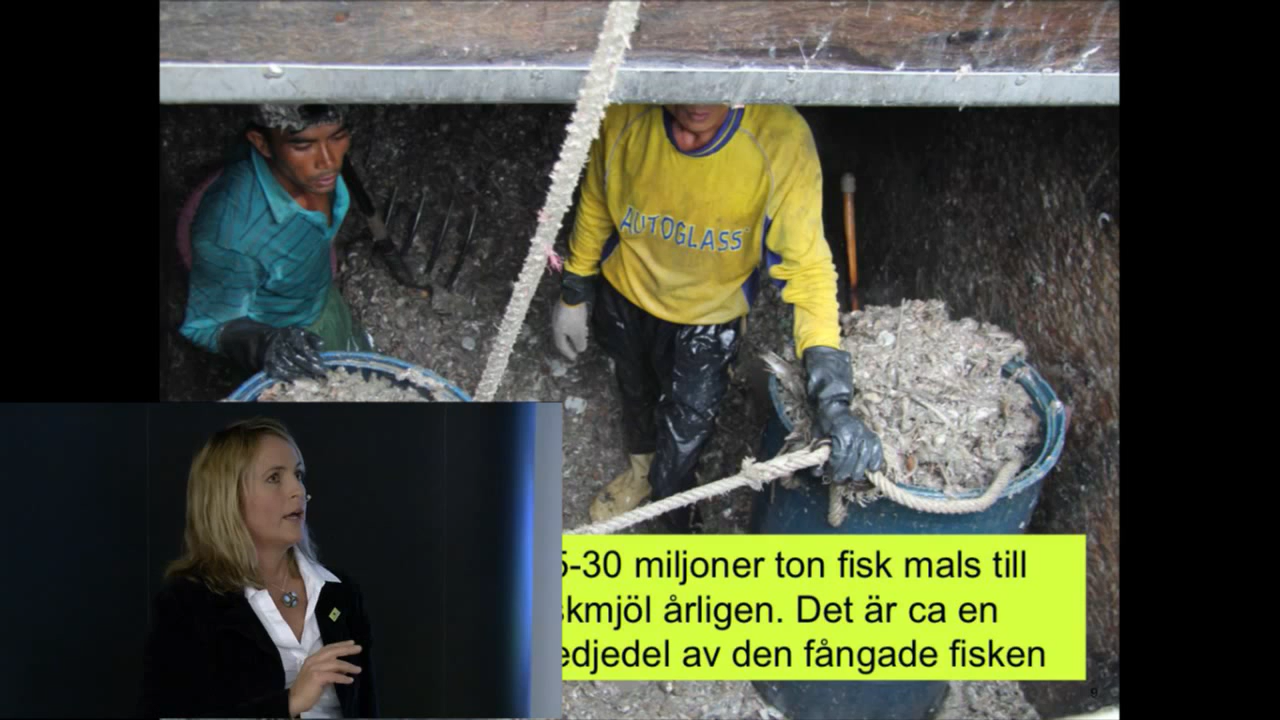 AUTOGLASS
5-30 miljoner ton fisk mals till
skmjöl årligen. Det är ca en
edjedel av den fångade fisken
9